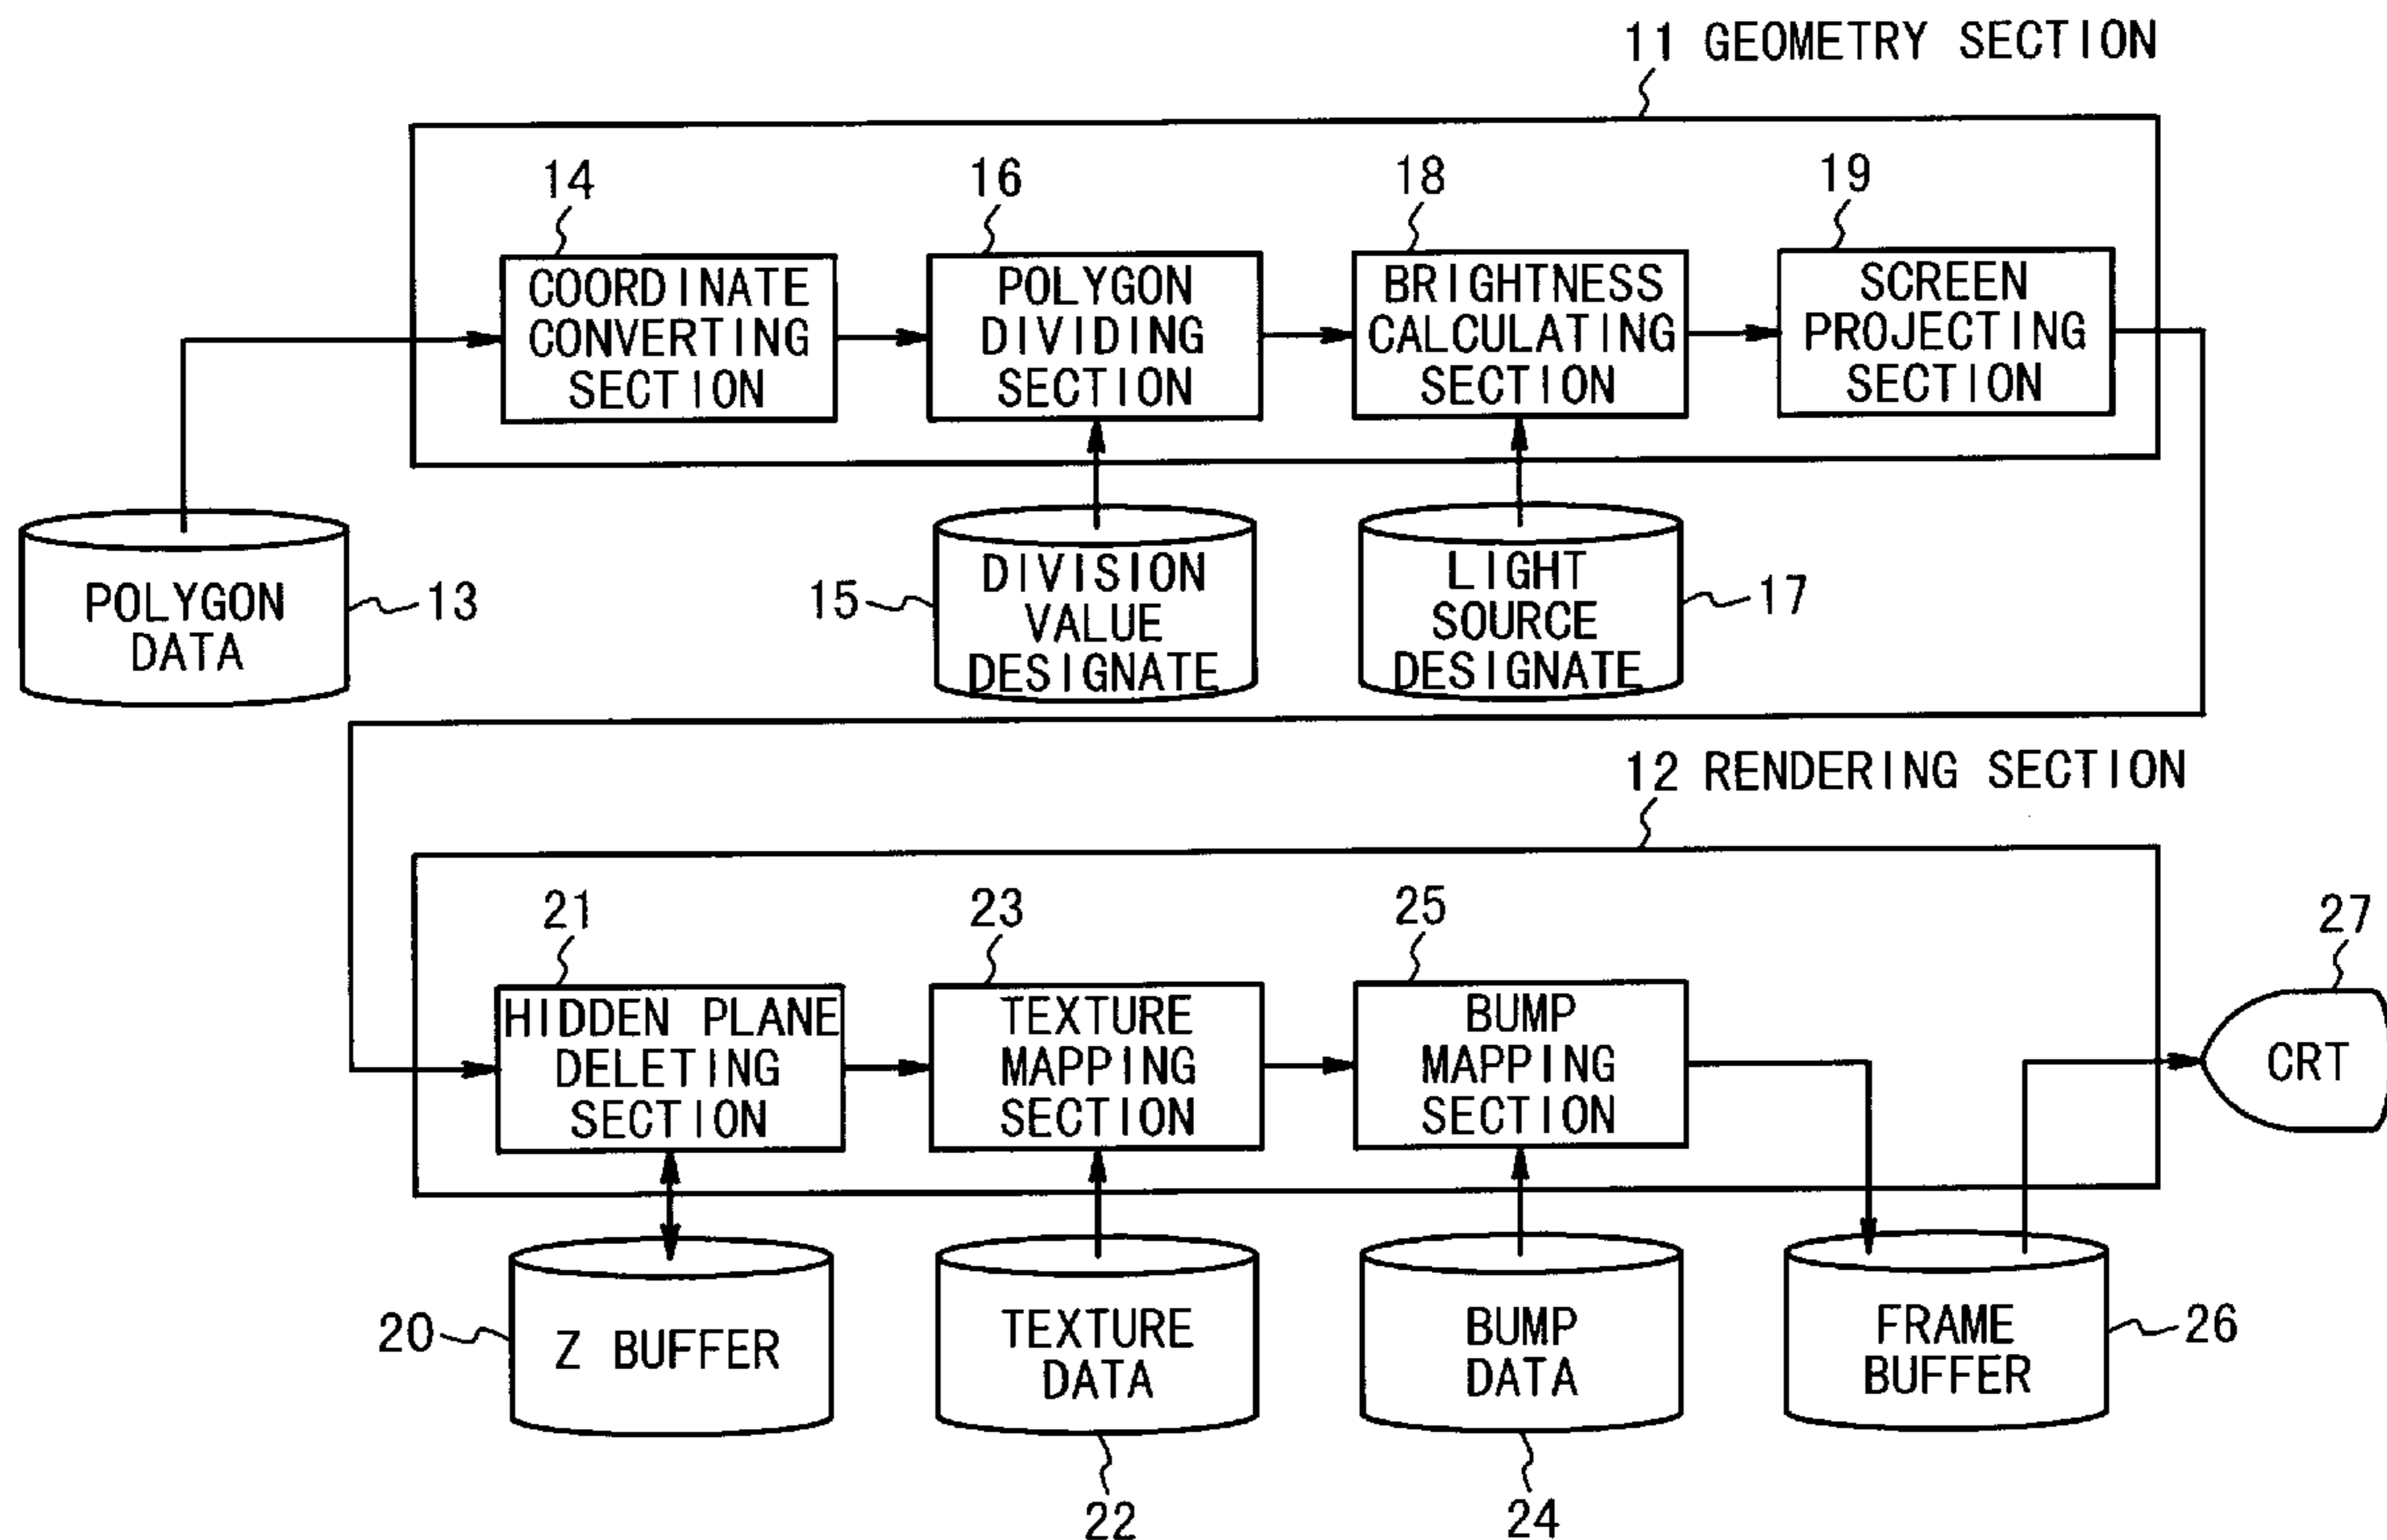 11 GEOMETRY SECTION
14
16
18
19
COORDINATE
CONVERTING
SECTION
POLYGON
DIVIDING
SECTION
BRIGHTNESS
CALCULATING
SECTION
SCREEN
PROJECTING
SECTION
POLYGON
DATA
13
15
DIVISION
VALUE
DESIGNATE
LIGHT
SOURCE
DESIGNATE
17
12 RENDERING SECTION
21
23
25
27
HIDDEN PLANE
DELETING
SECTION
TEXTURE
MAPPING
SECTION
BUMP
MAPPING
SECTION
CRT
20
Z BUFFER
TEXTURE
DATA
BUMP
DATA
FRAME
BUFFER
26
22
24